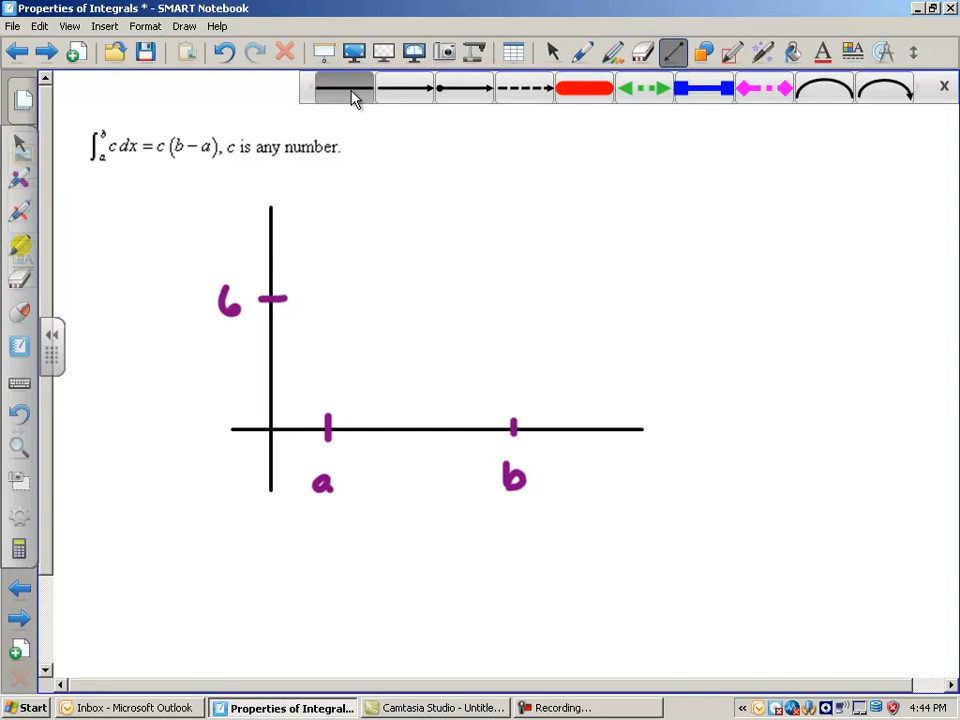 Properties of Integrals * - SMART Notebook
File Edit View Insert Format Draw Help
x
∫_a^b c dx = c (b − a), c is any number.
6
a
b
Start
Inbox - Microsoft Outlook
Properties of Integral...
Camtasia Studio - Untitle...
Recording...
4:44 PM